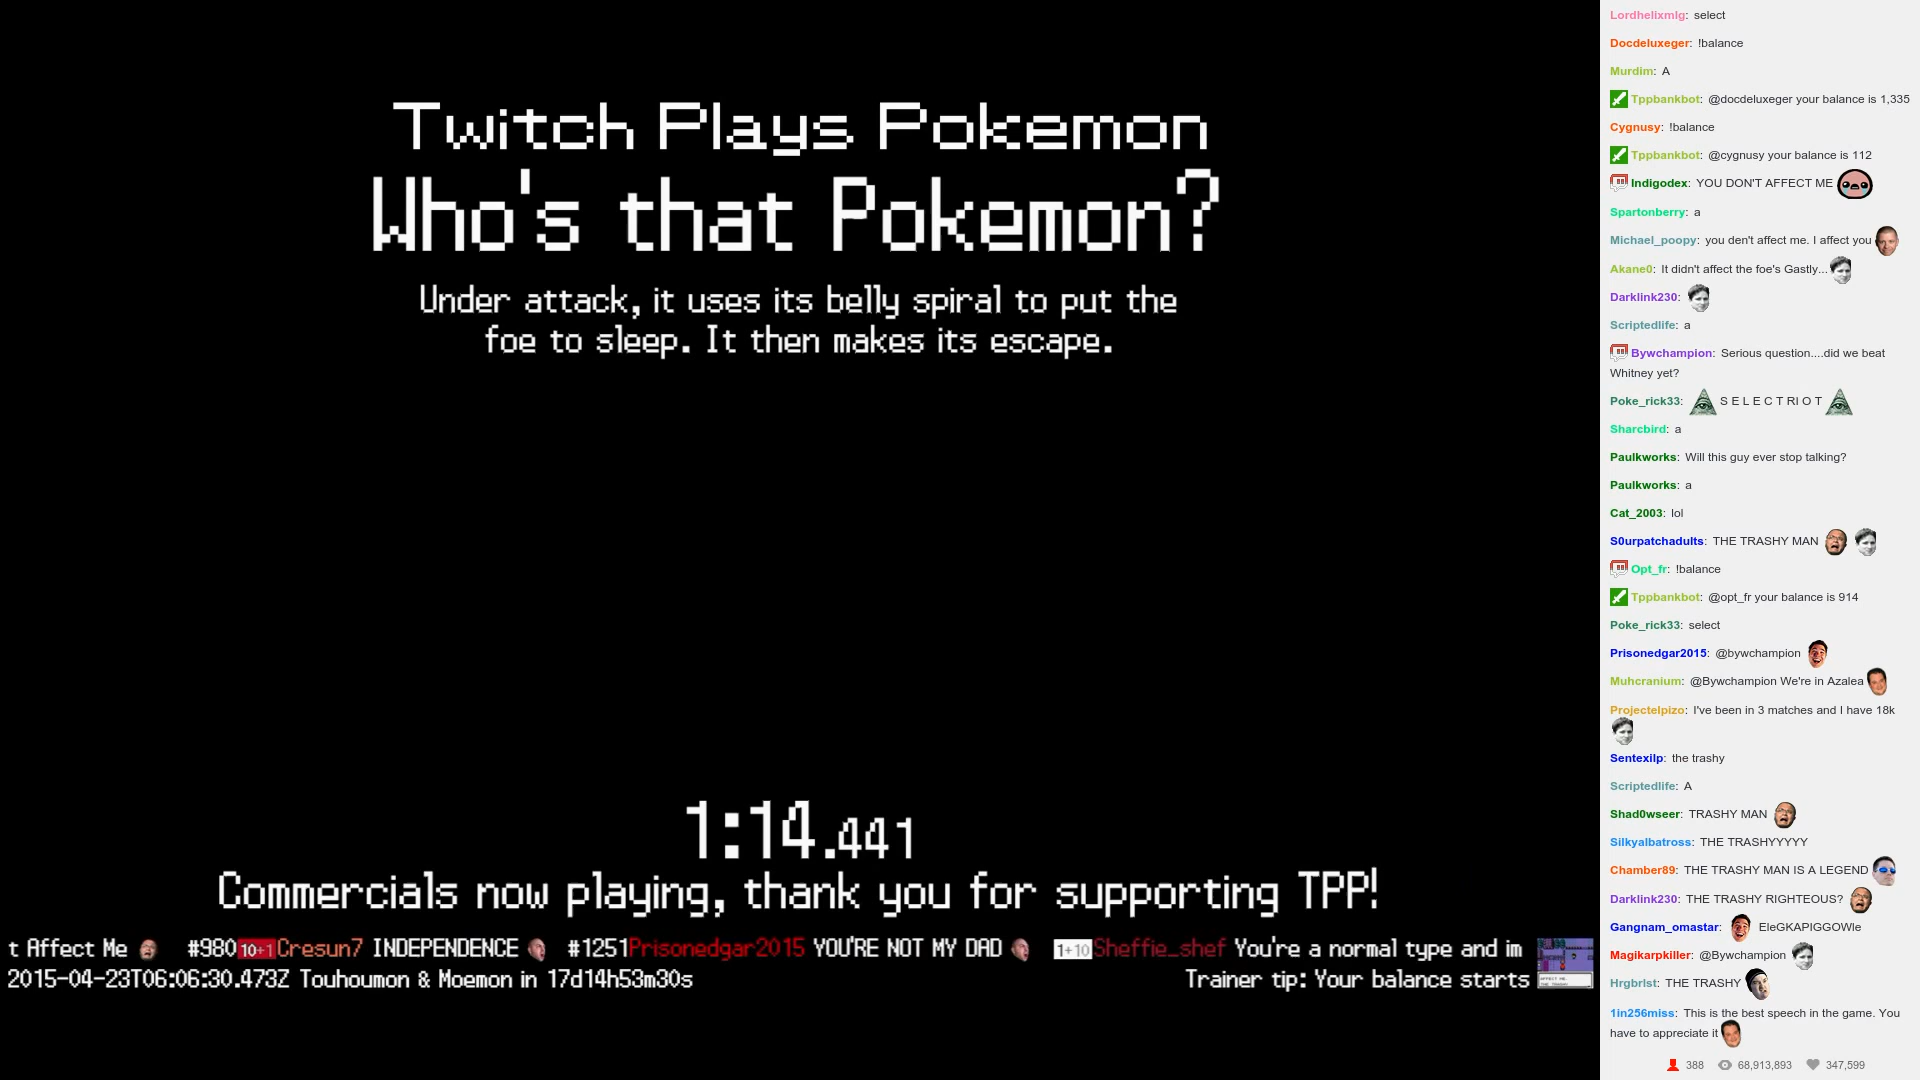 Twitch Plays Pokemon
Who's that Pokemon?
Under attack, it uses its belly spiral to put the
foe to sleep. It then makes its escape.
1:14.441
Commercials now playing, thank you for supporting TPP!
t Affect Me #980 10+1 Cresun7 INDEPENDENCE #1251 Prisonedgar2015 YOU'RE NOT MY DAD 1+10 Sheffie_shef You're a normal type and im
2015-04-23T06:06:30.473Z Touhoumon & Moemon in 17d14h53m30s
Trainer tip: Your balance starts
Lordhelixmlg: select
Docdeluxeger: !balance
Murdim: A
Tppbankbot: @docdeluxeger your balance is 1,335
Cygnusy: !balance
Tppbankbot: @cygnusy your balance is 112
Indigodex: YOU DON'T AFFECT ME
Spartonberry: a
Michael_poopy: you den't affect me. I affect you
Akane0: It didn't affect the foe's Gastly...
Darklink230:
Scriptedlife: a
Bywchampion: Serious question....did we beat
Whitney yet?
Poke_rick33: S E L E C T RI O T
Sharcbird: a
Paulkworks: Will this guy ever stop talking?
Paulkworks: a
Cat_2003: lol
S0urpatchadults: THE TRASHY MAN
Opt_fr: !balance
Tppbankbot: @opt_fr your balance is 914
Poke_rick33: select
Prisonedgar2015: @bywchampion
Muhcranium: @Bywchampion We're in Azalea
Projectelpizo: I've been in 3 matches and I have 18k
Sentexilp: the trashy
Scriptedlife: A
Shad0wseer: TRASHY MAN
Silkyalbatross: THE TRASHYYYYY
Chamber89: THE TRASHY MAN IS A LEGEND
Darklink230: THE TRASHY RIGHTEOUS?
Gangnam_omastar: EleGKAPIGGOWle
Magikarpkiller: @Bywchampion
Hrgbrlst: THE TRASHY
1in256miss: This is the best speech in the game. You
have to appreciate it
388 68,913,893 347,599